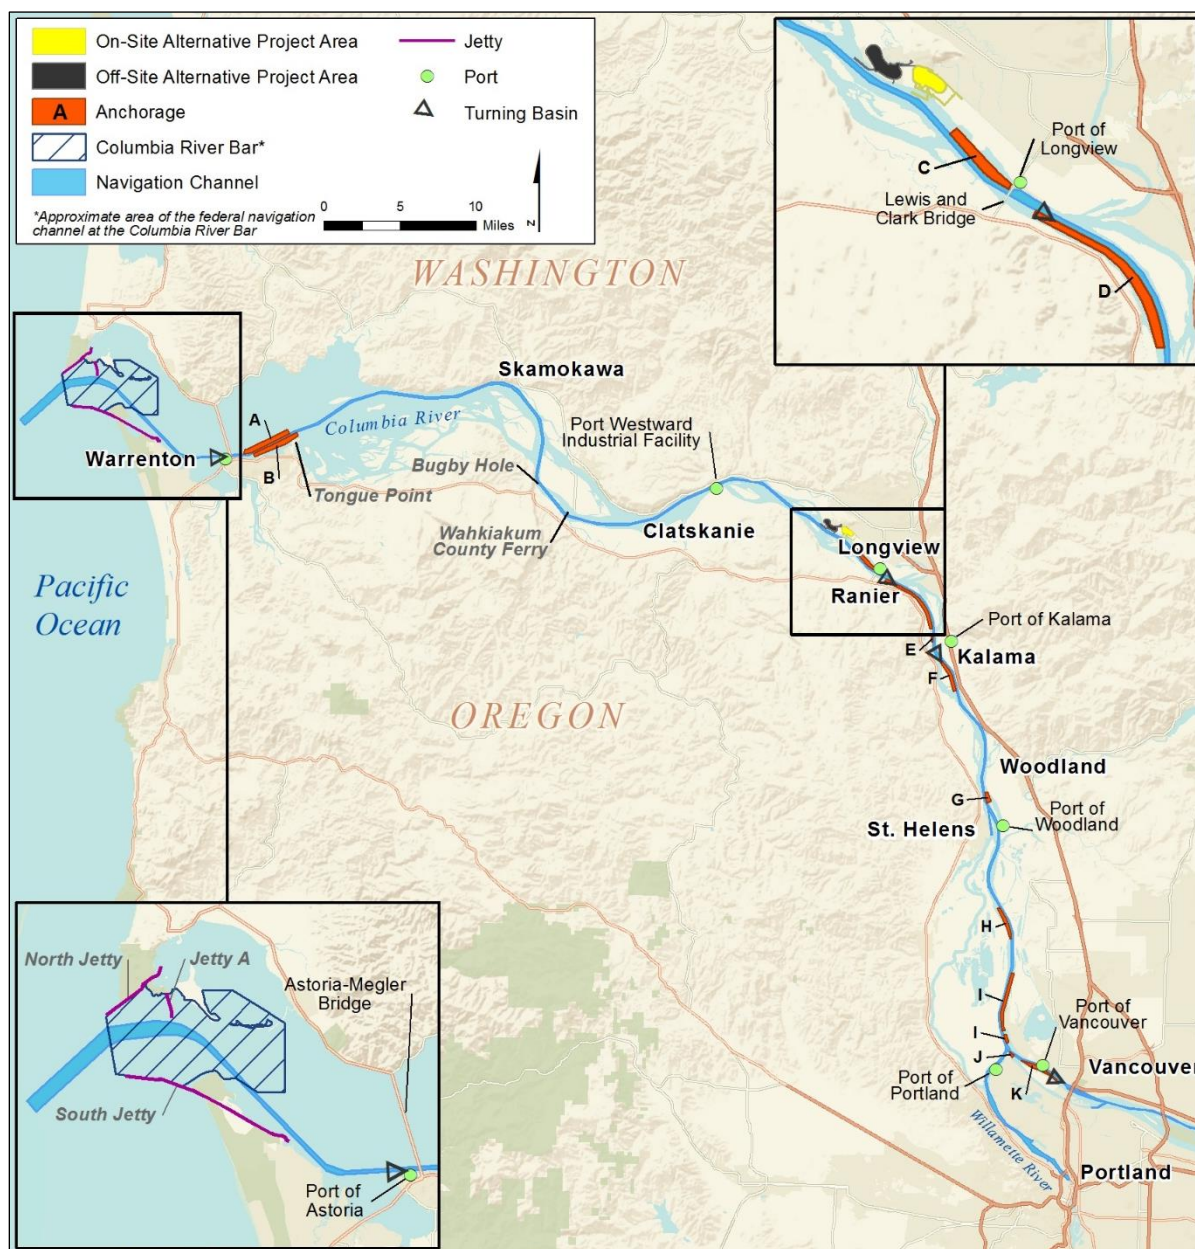 On-Site Alternative Project Area
Off-Site Alternative Project Area
A
Anchorage
Columbia River Bar*
Navigation Channel
*Approximate area of the federal navigation
channel at the Columbia River Bar
Jetty
Port
Turning Basin
0 5 10
Miles
N
Port of
Longview
C
Lewis and
Clark Bridge
D
WASHINGTON
Skamokawa
A
Columbia River
Port Westward
Industrial Facility
Warrenton
B
Bugby Hole
Tongue Point
Wahkiakum
County Ferry
Clatskanie
Longview
Ranier
Pacific
Ocean
E
Port of Kalama
Kalama
F
OREGON
Woodland
G
St. Helens
Port of
Woodland
H
I
I
J
Port of
Vancouver
Vancouver
Port of
Portland
K
Willamette River
Portland
North Jetty
Jetty A
Astoria-Megler
Bridge
South Jetty
Port of
Astoria